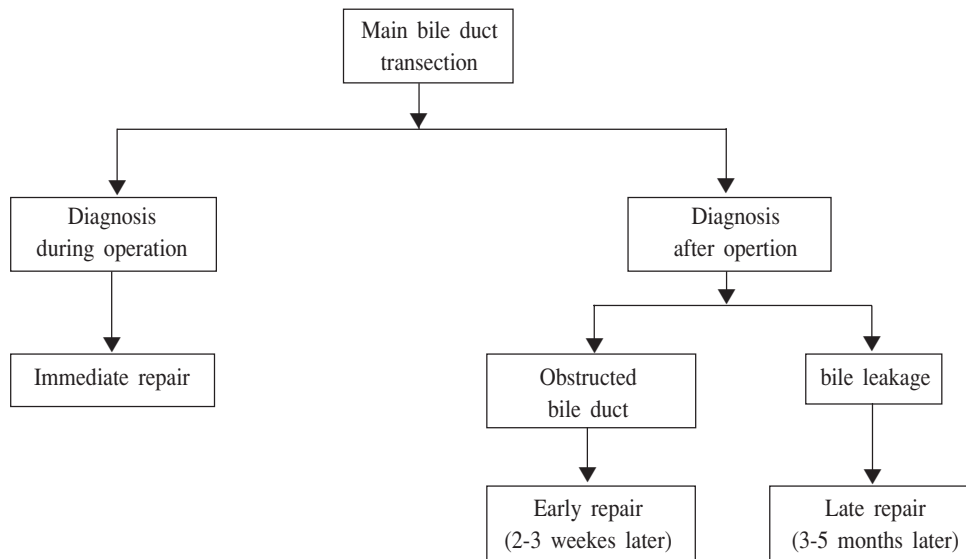 Main bile duct
transection
Diagnosis
during operation
Diagnosis
after opertion
Immediate repair
Obstructed
bile duct
bile leakage
Early repair
(2-3 weekes later)
Late repair
(3-5 months later)